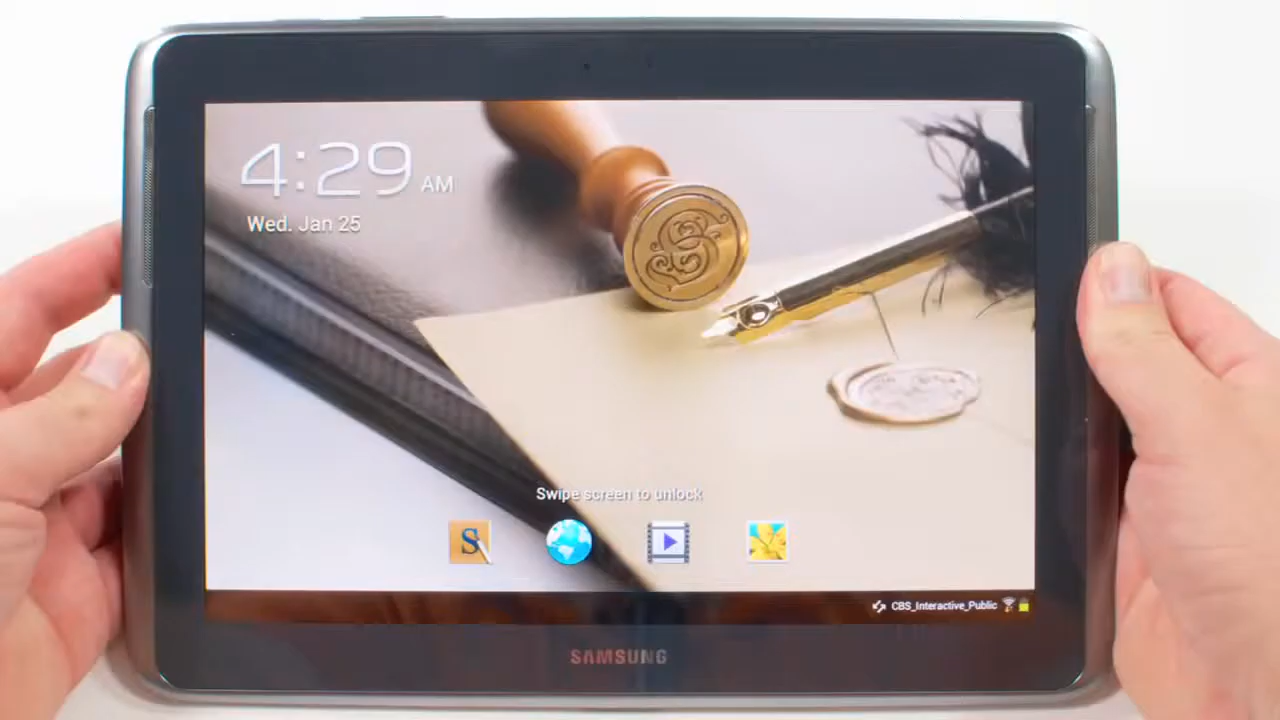 4:29 AM
Wed. Jan 25
Swipe screen to unlock
S
CBS_Interactive_Public
SAMSUNG